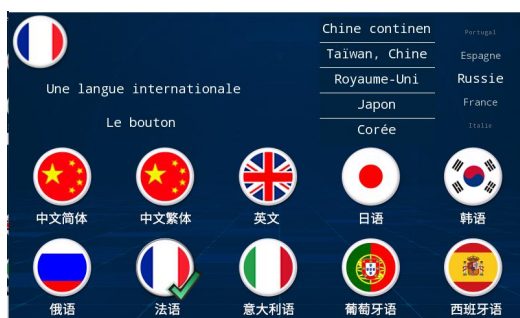 Chine continen
Portugal
Taïwan, Chine
Espagne
Royaume-Uni
Russie
Une langue internationale
Japon
France
Le bouton
Corée
Italie
中文简体
中文繁体
英文
日语
韩语
俄语
法语
意大利语
葡萄牙语
西班牙语